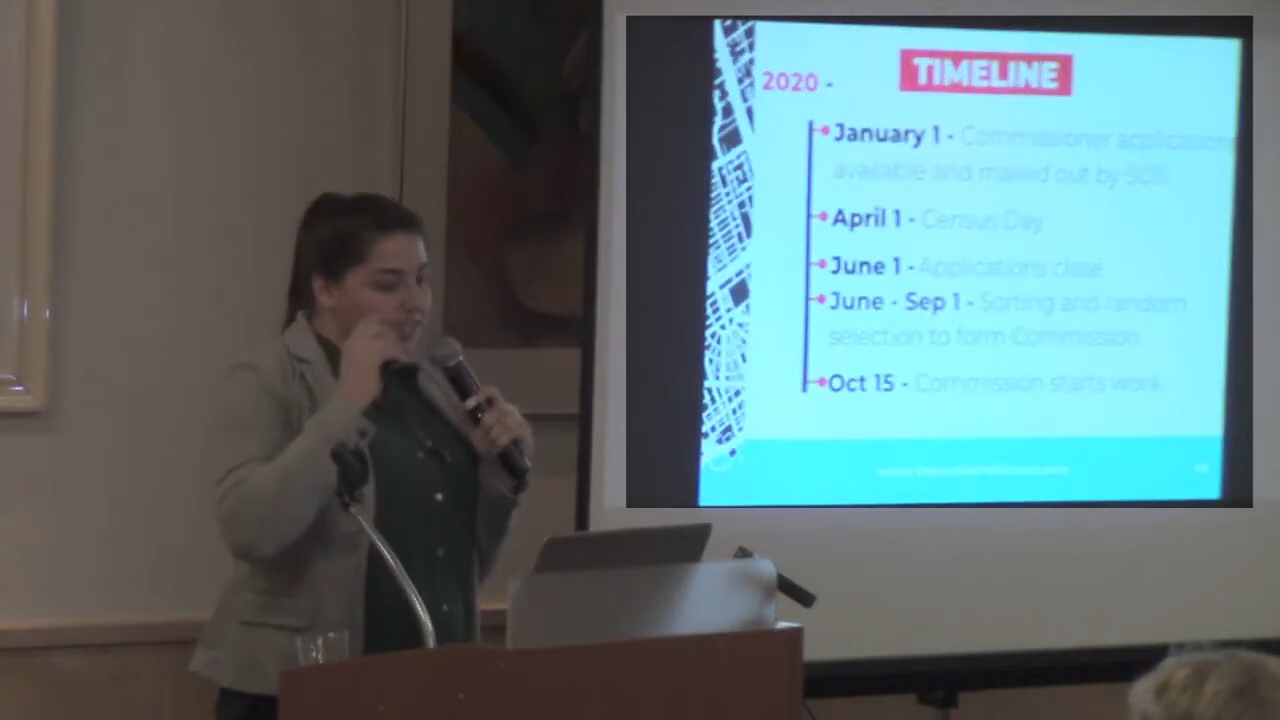 TIMELINE
2020 -
January 1 - Commissioner applications
available and mailed out by SOS
April 1 - Census Day
June 1 - Applications close
June - Sep 1 - Sorting and random
selection to form Commission
Oct 15 - Commission starts work